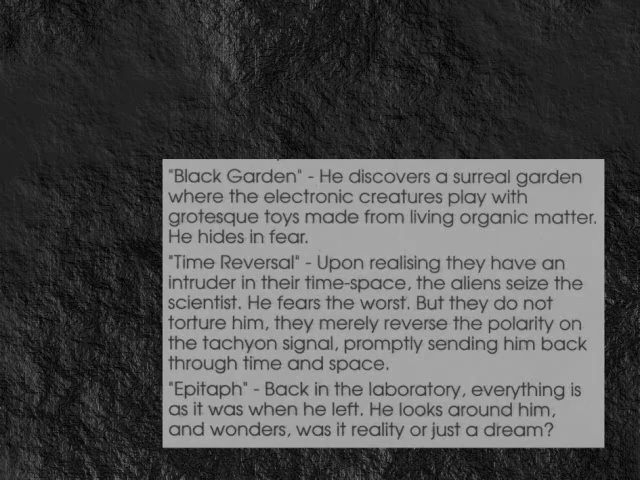 "Black Garden" - He discovers a surreal garden
where the electronic creatures play with
grotesque toys made from living organic matter.
He hides in fear.
"Time Reversal" - Upon realising they have an
intruder in their time-space, the aliens seize the
scientist. He fears the worst. But they do not
torture him, they merely reverse the polarity on
the tachyon signal, promptly sending him back
through time and space.
"Epitaph" - Back in the laboratory, everything is
as it was when he left. He looks around him,
and wonders, was it reality or just a dream?